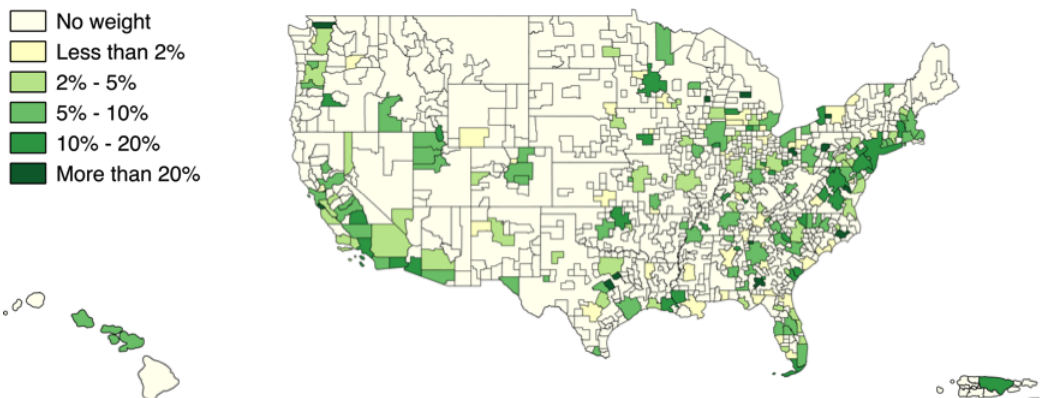 No weight
Less than 2%
2% - 5%
5% - 10%
10% - 20%
More than 20%